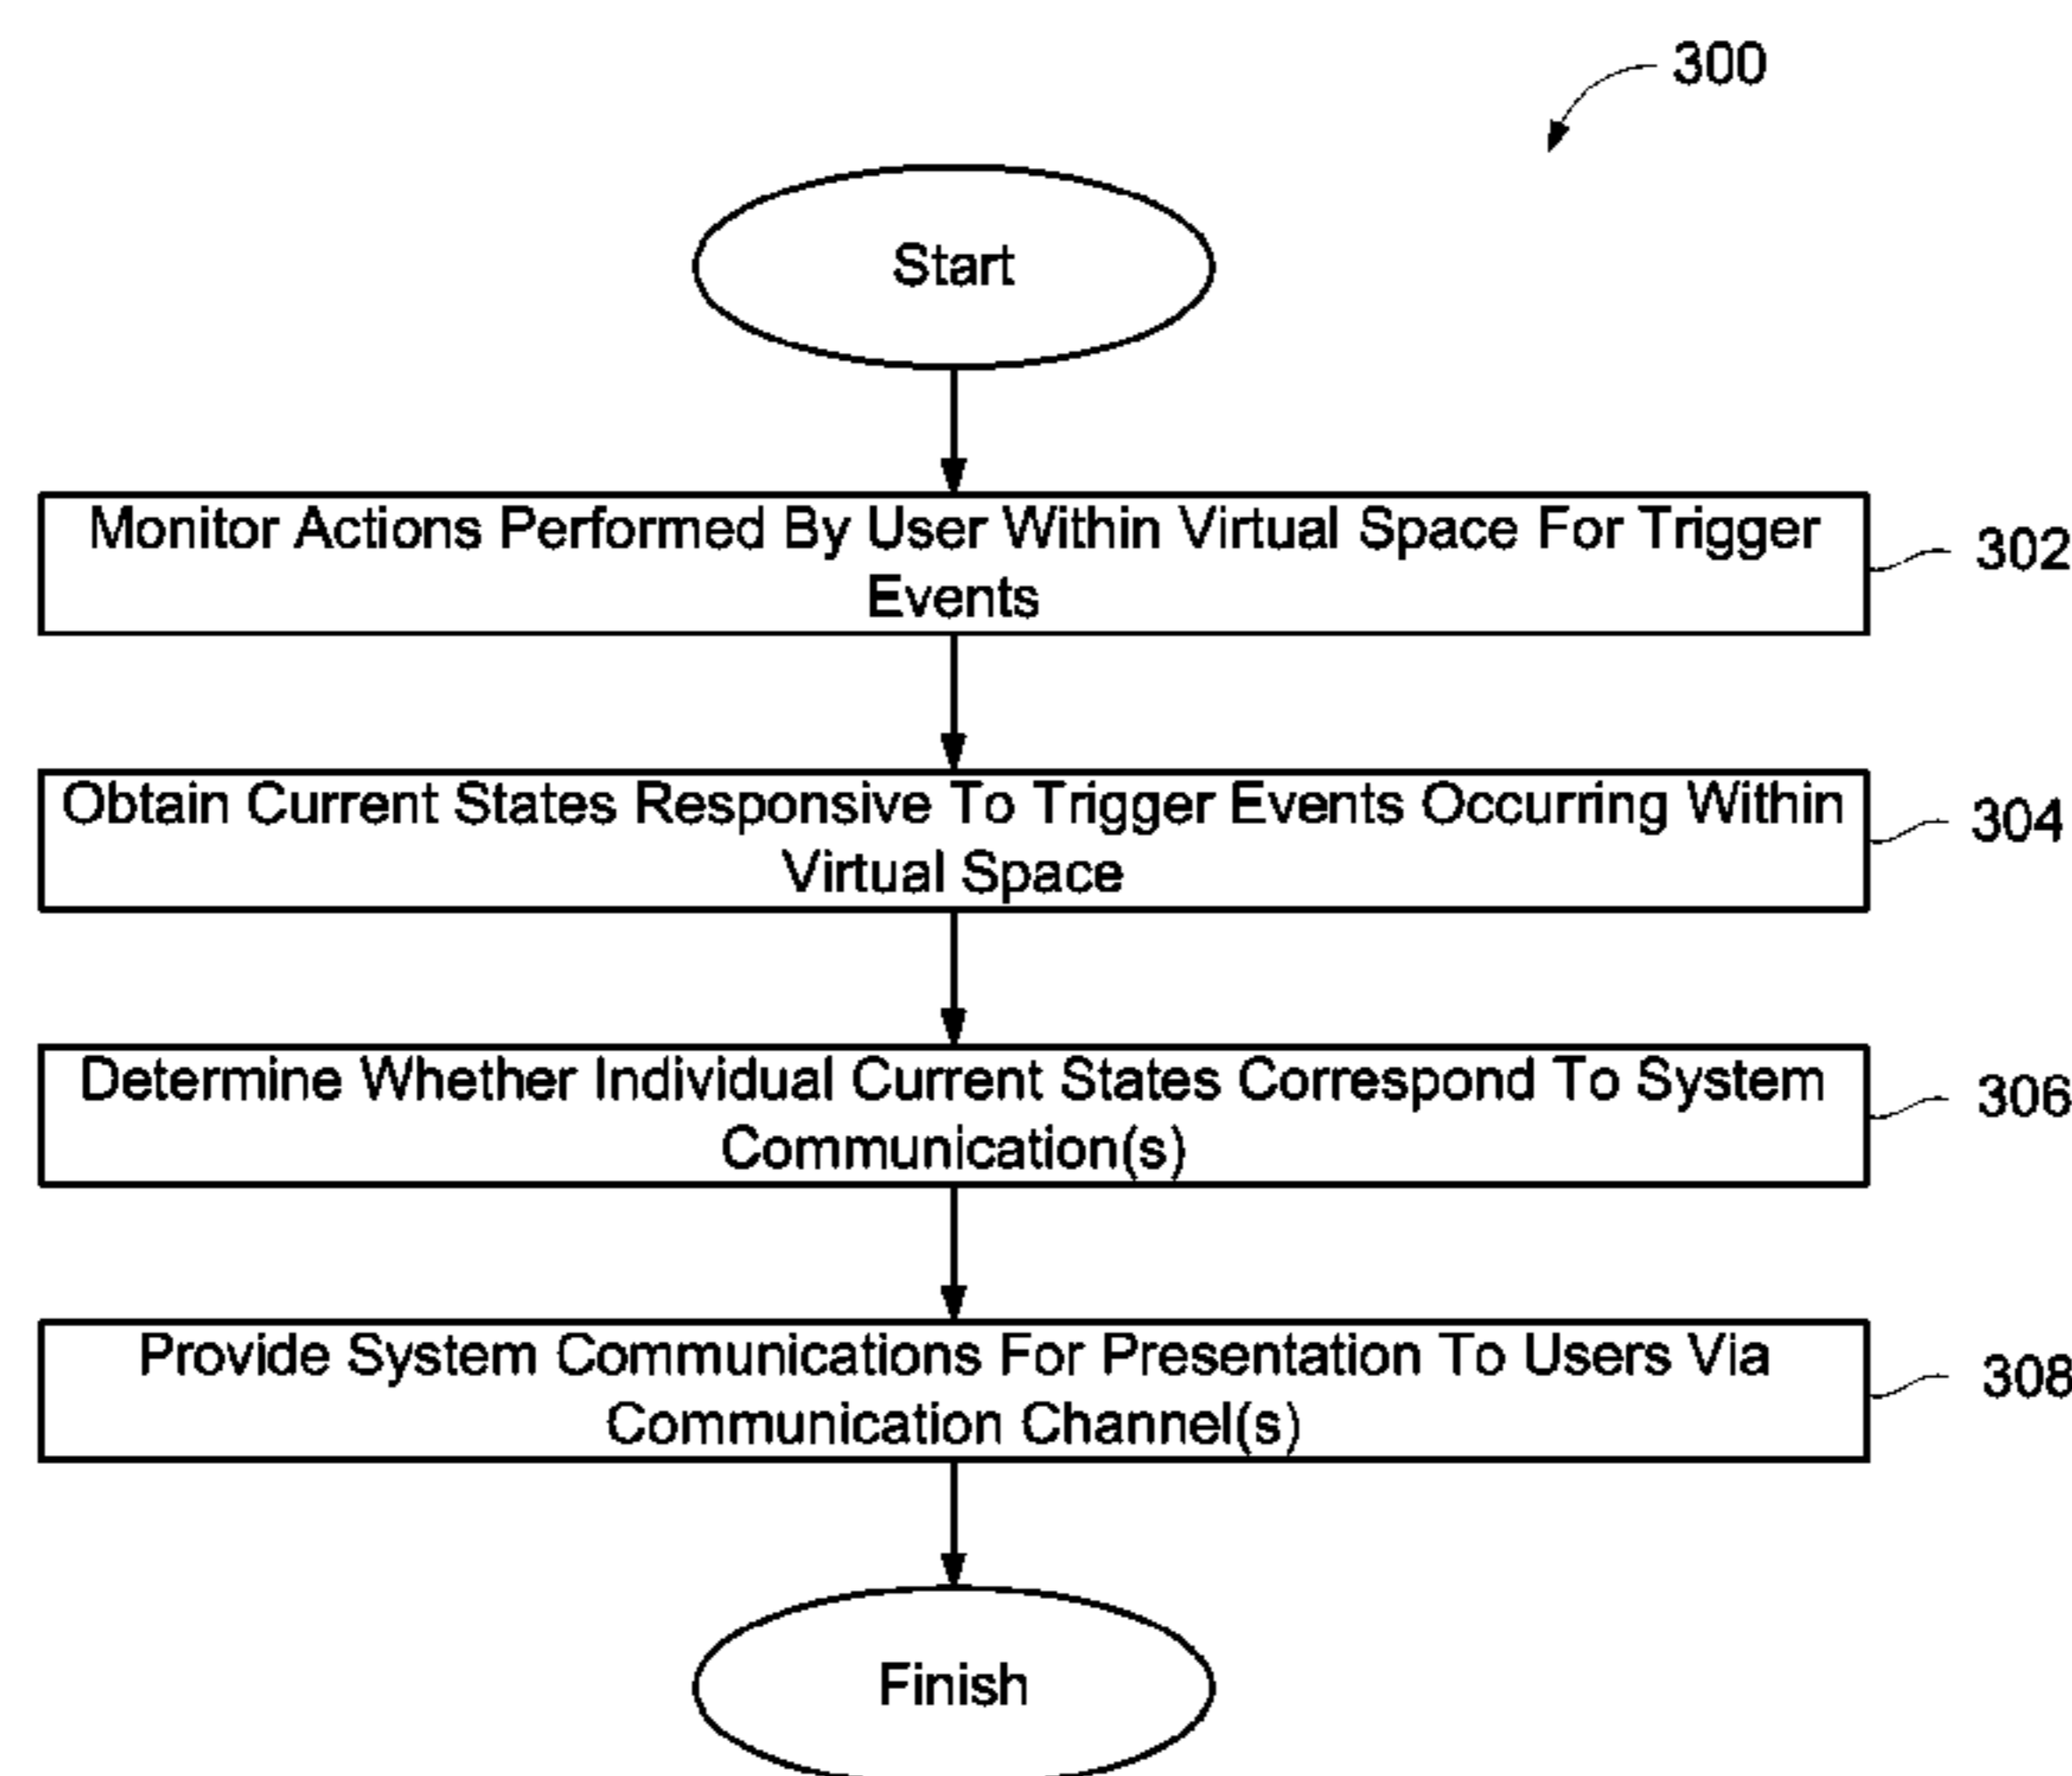 300
Start
Monitor Actions Performed By User Within Virtual Space For Trigger
Events
302
Obtain Current States Responsive To Trigger Events Occurring Within
Virtual Space
304
Determine Whether Individual Current States Correspond To System
Communication(s)
306
Provide System Communications For Presentation To Users Via
Communication Channel(s)
308
Finish